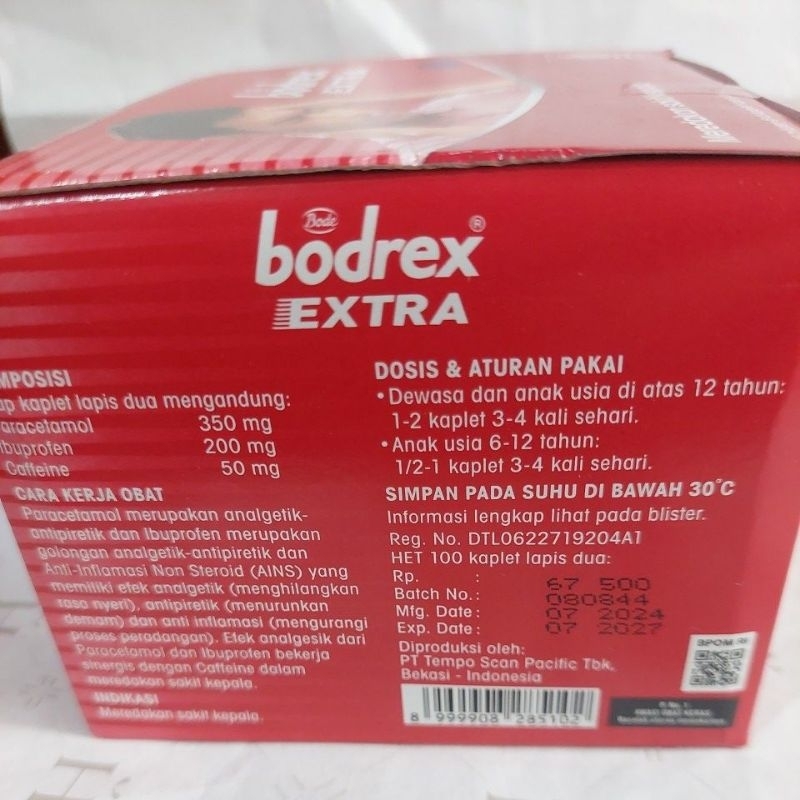 bodrex
EXTRA
Bode
bodrex®
EXTRA
MPOSISI
ap kaplet lapis dua mengandung:
aracetamol 350 mg
Ibuprofen 200 mg
Caffeine 50 mg
CARA KERJA OBAT
Paracetamol merupakan analgetik-
antipiretik dan Ibuprofen merupakan
golongan analgetik-antipiretik dan
Anti-Inflamasi Non Steroid (AINS) yang
memiliki efek analgetik (menghilangkan
rasa nyeri), antipiretik (menurunkan
demam) dan anti inflamasi (mengurangi
proses peradangan). Efek analgesik dari
Paracetamol dan Ibuprofen bekerja
sinergis dengan Caffeine dalam
meredakan sakit kepala.
INDIKASI
Meredakan sakit kepala.
DOSIS & ATURAN PAKAI
•Dewasa dan anak usia di atas 12 tahun:
1-2 kaplet 3-4 kali sehari.
•Anak usia 6-12 tahun:
1/2-1 kaplet 3-4 kali sehari.
SIMPAN PADA SUHU DI BAWAH 30°C
Informasi lengkap lihat pada blister.
Reg. No. DTL0622719204A1
HET 100 kaplet lapis dua:
Rp. : 67 500
Batch No.: 080844
Mfg. Date: 07 2024
Exp. Date: 07 2027
Diproduksi oleh:
PT Tempo Scan Pacific Tbk.
Bekasi - Indonesia
BPOM RI
8 999908 285102